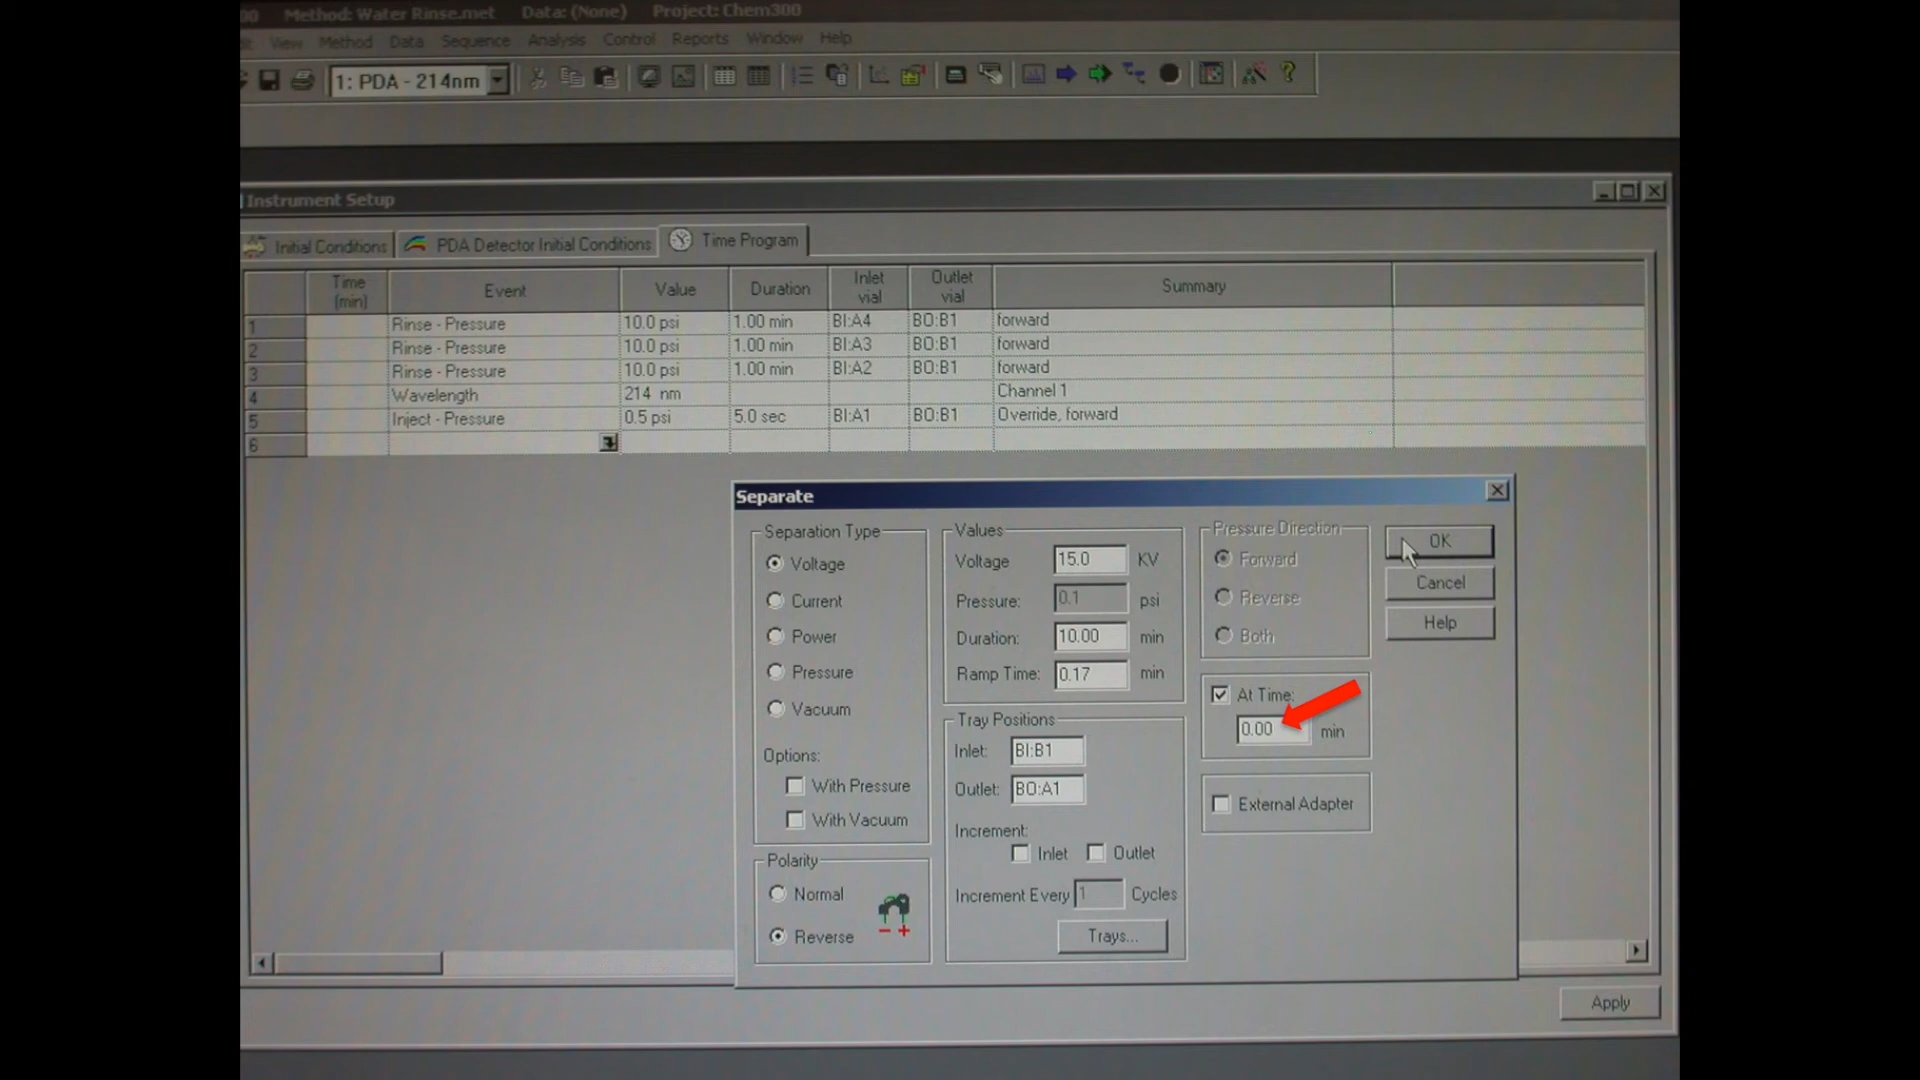 00 Method: Water Rinse.met Data: (None) Project: Chem300
View Method Data Sequence Analysis Control Reports Window Help
1: PDA - 214nm
Instrument Setup
Initial Conditions PDA Detector Initial Conditions Time Program
Time (min) Event Value Duration Inlet vial Outlet vial Summary
1 Rinse - Pressure 10.0 psi 1.00 min BI:A4 BO:B1 forward
2 Rinse - Pressure 10.0 psi 1.00 min BI:A3 BO:B1 forward
3 Rinse - Pressure 10.0 psi 1.00 min BI:A2 BO:B1 forward
4 Wavelength 214 nm Channel 1
5 Inject - Pressure 0.5 psi 5.0 sec BI:A1 BO:B1 Override, forward
6
Separate
Separation Type
Voltage
Current
Power
Pressure
Vacuum
Options:
With Pressure
With Vacuum
Polarity
Normal
Reverse
Values
Voltage 15.0 KV
Pressure: 0.1 psi
Duration: 10.00 min
Ramp Time: 0.17 min
Tray Positions
Inlet: BI:B1
Outlet: BO:A1
Increment:
Inlet Outlet
Increment Every 1 Cycles
Trays...
Pressure Direction
Forward
Reverse
Both
At Time:
0.00 min
External Adapter
OK
Cancel
Help
Apply